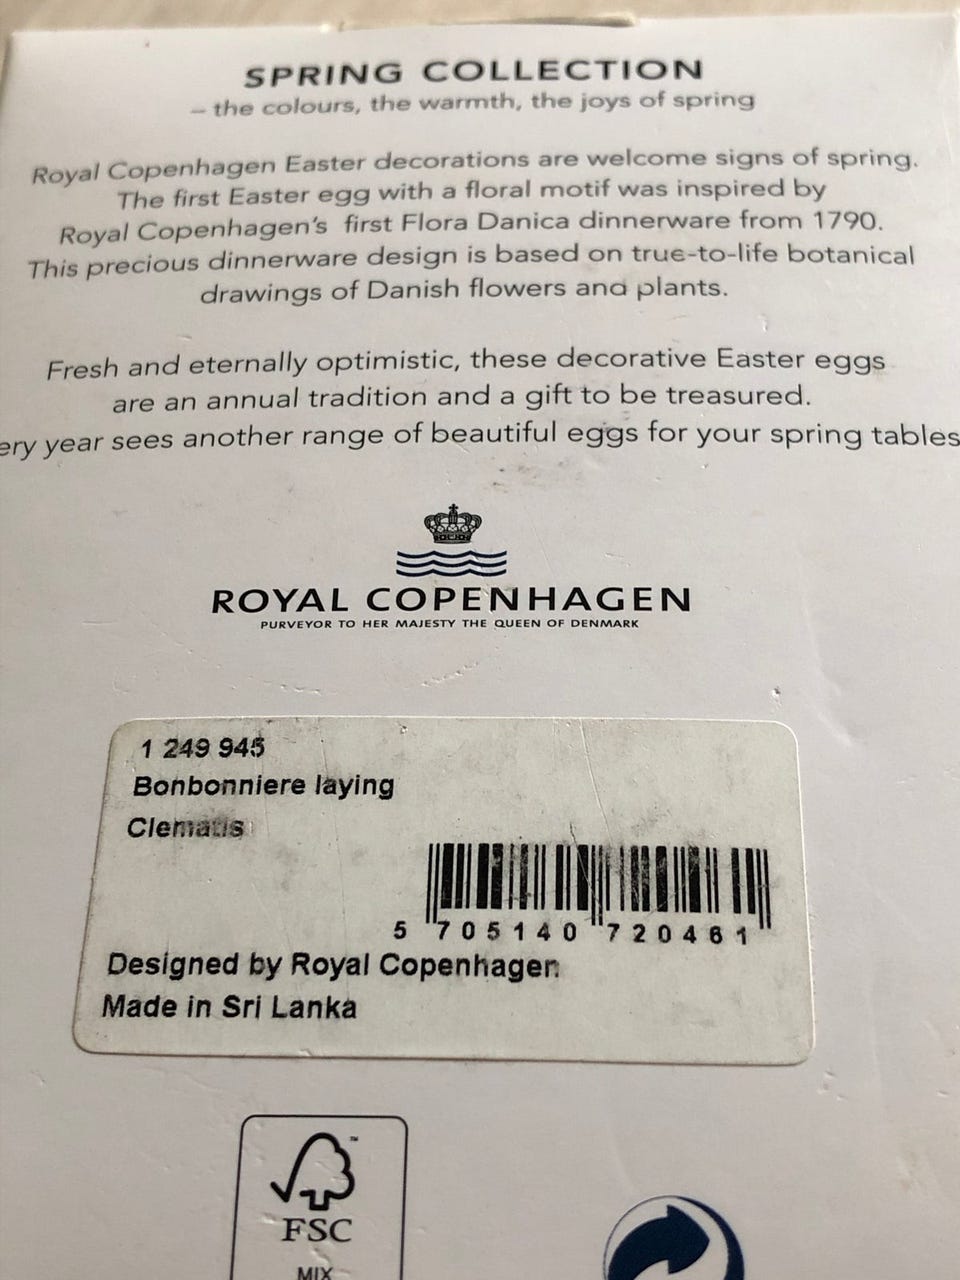 SPRING COLLECTION
– the colours, the warmth, the joys of spring
Royal Copenhagen Easter decorations are welcome signs of spring.
The first Easter egg with a floral motif was inspired by
Royal Copenhagen's first Flora Danica dinnerware from 1790.
This precious dinnerware design is based on true-to-life botanical
drawings of Danish flowers and plants.
Fresh and eternally optimistic, these decorative Easter eggs
are an annual tradition and a gift to be treasured.
ery year sees another range of beautiful eggs for your spring tables
ROYAL COPENHAGEN
PURVEYOR TO HER MAJESTY THE QUEEN OF DENMARK
1 249 945
Bonbonniere laying
Clematis
5 705140 720461
Designed by Royal Copenhagen
Made in Sri Lanka
TM
FSC
MIX